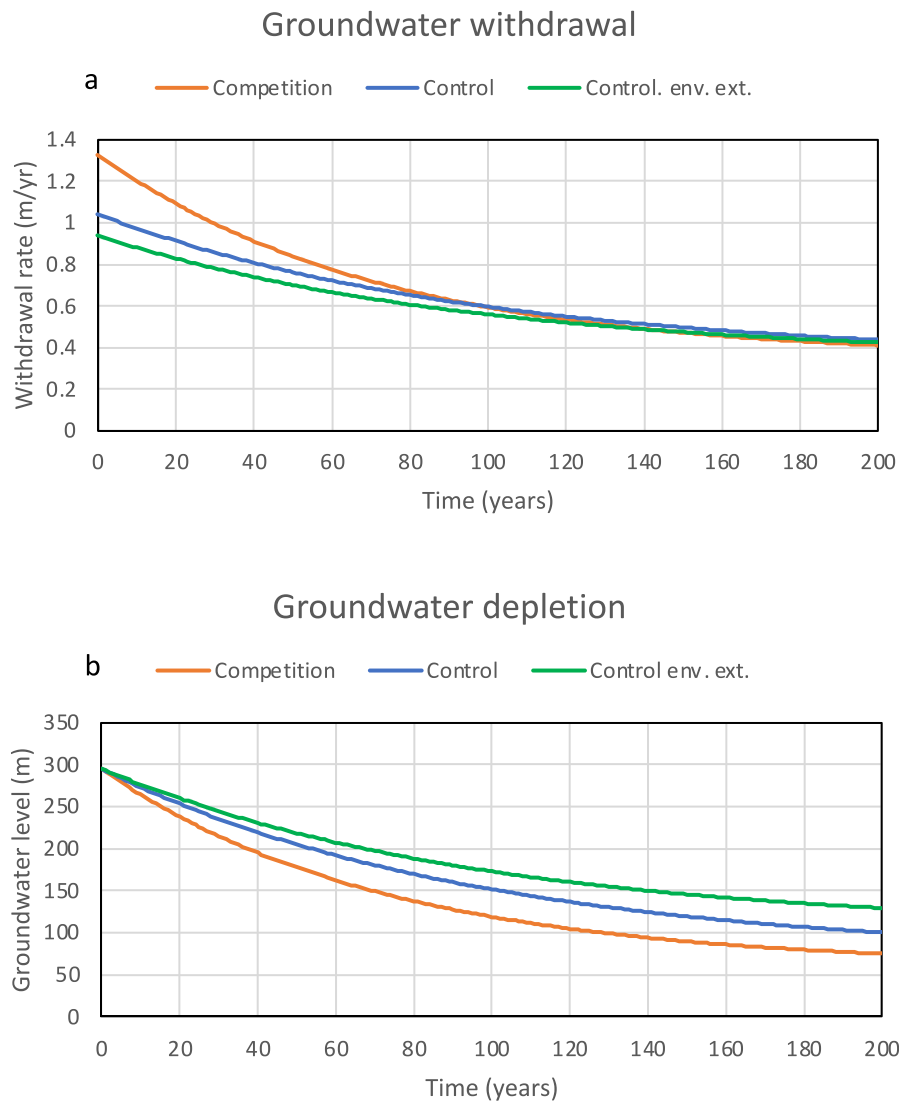 Groundwater withdrawal
a
Competition Control Control. env. ext.
Withdrawal rate (m/yr)
1.4
1.2
1
0.8
0.6
0.4
0.2
0
0 20 40 60 80 100 120 140 160 180 200
Time (years)
Groundwater depletion
b
Competition Control Control env. ext.
Groundwater level (m)
350
300
250
200
150
100
50
0
0 20 40 60 80 100 120 140 160 180 200
Time (years)